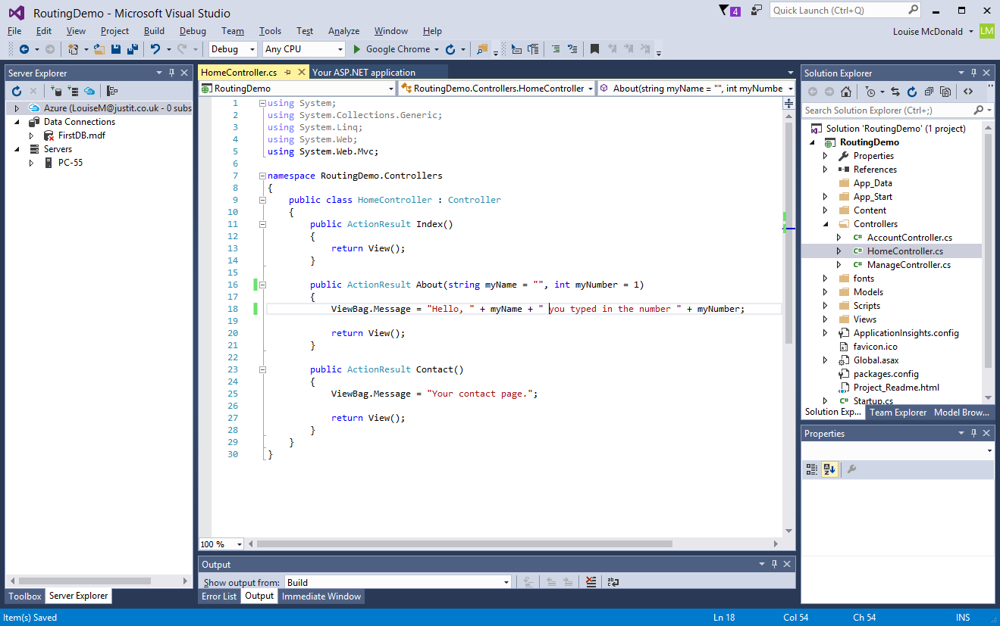 RoutingDemo - Microsoft Visual Studio
4
Quick Launch (Ctrl+Q)
File Edit View Project Build Debug Team Tools Test Analyze Window Help
Louise McDonald
LM
Debug
Any CPU
Google Chrome
Server Explorer
Azure (LouiseM@justit.co.uk - 0 subs
Data Connections
FirstDB.mdf
Servers
PC-55
Toolbox
Server Explorer
HomeController.cs
Your ASP.NET application
RoutingDemo
RoutingDemo.Controllers.HomeController
About(string myName = "", int myNumbe
1 using System;
2 using System.Collections.Generic;
3 using System.Linq;
4 using System.Web;
5 using System.Web.Mvc;
6
7 namespace RoutingDemo.Controllers
8 {
9 public class HomeController : Controller
10 {
11 public ActionResult Index()
12 {
13 return View();
14 }
15
16 public ActionResult About(string myName = "", int myNumber = 1)
17 {
18 ViewBag.Message = "Hello, " + myName + " you typed in the number " + myNumber;
19
20 return View();
21 }
22
23 public ActionResult Contact()
24 {
25 ViewBag.Message = "Your contact page.";
26
27 return View();
28 }
29 }
30 }
100 %
Output
Show output from: Build
Error List
Output
Immediate Window
Solution Explorer
Search Solution Explorer (Ctrl+;)
Solution 'RoutingDemo' (1 project)
RoutingDemo
Properties
References
App_Data
App_Start
Content
Controllers
C# AccountController.cs
C# HomeController.cs
C# ManageController.cs
fonts
Models
Scripts
Views
ApplicationInsights.config
favicon.ico
Global.asax
packages.config
Project_Readme.html
C# Startup.cs
Solution Exp...
Team Explorer
Model Brow...
Properties
Item(s) Saved
Ln 18
Col 54
Ch 54
INS